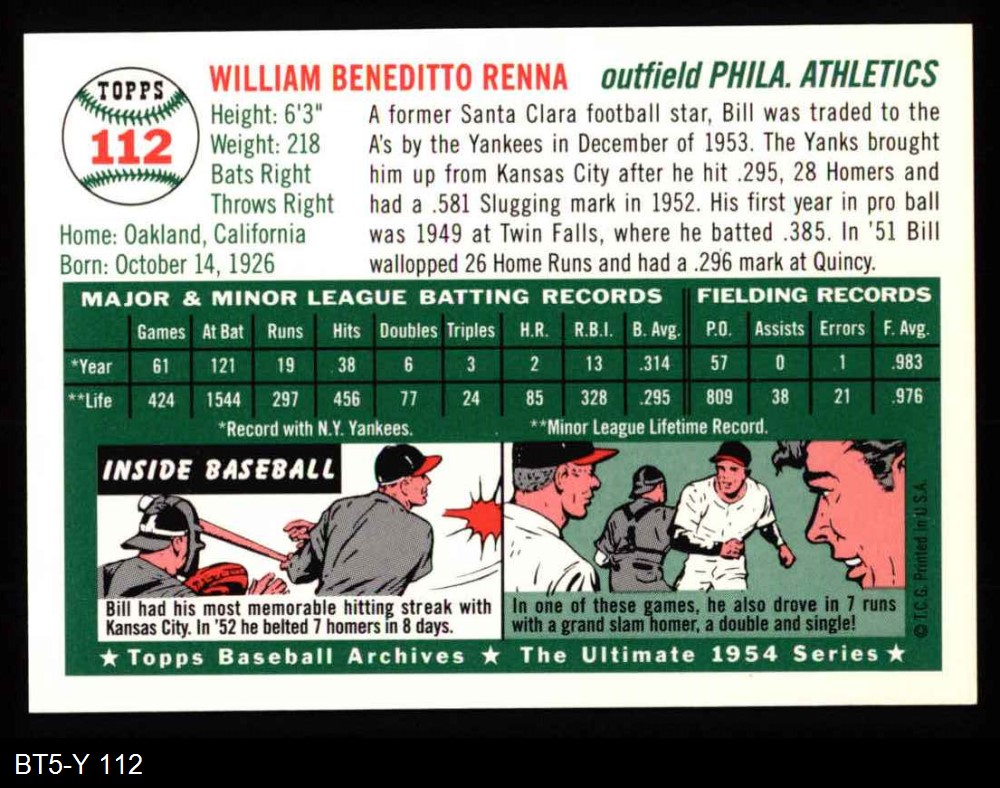 TOPPS
112
WILLIAM BENEDITTO RENNA outfield PHILA. ATHLETICS
Height: 6'3"
Weight: 218
Bats Right
Throws Right
Home: Oakland, California
Born: October 14, 1926
A former Santa Clara football star, Bill was traded to the
A's by the Yankees in December of 1953. The Yanks brought
him up from Kansas City after he hit .295, 28 Homers and
had a .581 Slugging mark in 1952. His first year in pro ball
was 1949 at Twin Falls, where he batted .385. In '51 Bill
walloped 26 Home Runs and had a .296 mark at Quincy.
MAJOR & MINOR LEAGUE BATTING RECORDS FIELDING RECORDS
Games At Bat Runs Hits Doubles Triples H.R. R.B.I. B. Avg. P.O. Assists Errors F. Avg.
*Year 61 121 19 38 6 3 2 13 .314 57 0 1 .983
**Life 424 1544 297 456 77 24 85 328 .295 809 38 21 .976
*Record with N.Y. Yankees. **Minor League Lifetime Record.
INSIDE BASEBALL
Bill had his most memorable hitting streak with
Kansas City. In '52 he belted 7 homers in 8 days.
In one of these games, he also drove in 7 runs
with a grand slam homer, a double and single!
© T.C.G. Printed in U.S.A.
★ Topps Baseball Archives ★ The Ultimate 1954 Series ★
BT5-Y 112